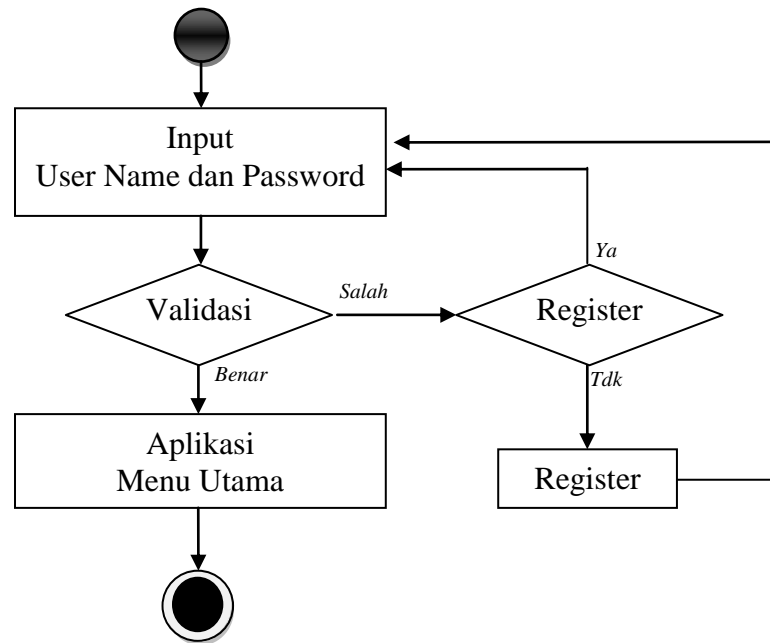 Input
User Name dan Password
Ya
Validasi
Salah
Register
Benar
Tdk
Aplikasi
Menu Utama
Register